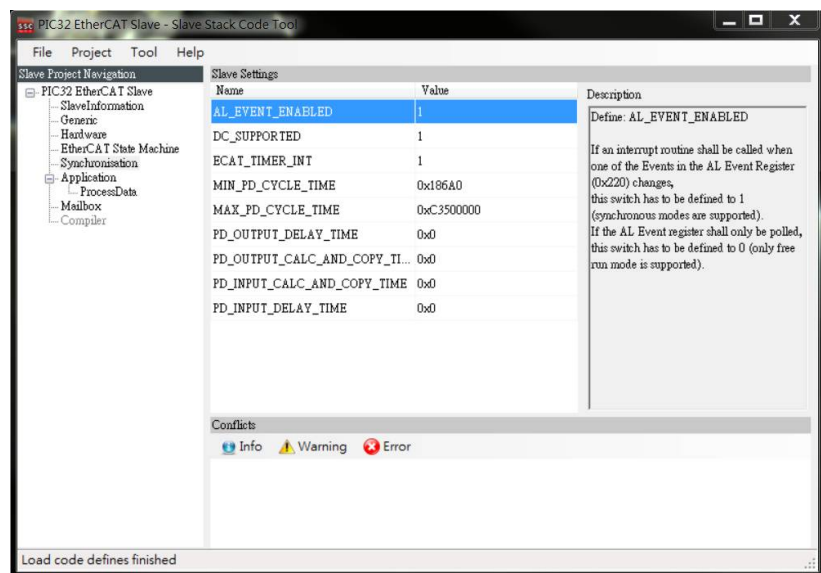 SSC PIC32 EtherCAT Slave - Slave Stack Code Tool
File Project Tool Help
Slave Project Navigation
PIC32 EtherCAT Slave
SlaveInformation
Generic
Hardware
EtherCAT State Machine
Synchronisation
Application
ProcessData
Mailbox
Compiler
Slave Settings
Name Value
AL_EVENT_ENABLED 1
DC_SUPPORTED 1
ECAT_TIMER_INT 1
MIN_PD_CYCLE_TIME 0x186A0
MAX_PD_CYCLE_TIME 0xC3500000
PD_OUTPUT_DELAY_TIME 0x0
PD_OUTPUT_CALC_AND_COPY_TI... 0x0
PD_INPUT_CALC_AND_COPY_TIME 0x0
PD_INPUT_DELAY_TIME 0x0
Description
Define: AL_EVENT_ENABLED
If an interrupt routine shall be called when
one of the Events in the AL Event Register
(0x220) changes,
this switch has to be defined to 1
(synchronous modes are supported).
If the AL Event register shall only be polled,
this switch has to be defined to 0 (only free
run mode is supported).
Conflicts
Info Warning Error
Load code defines finished